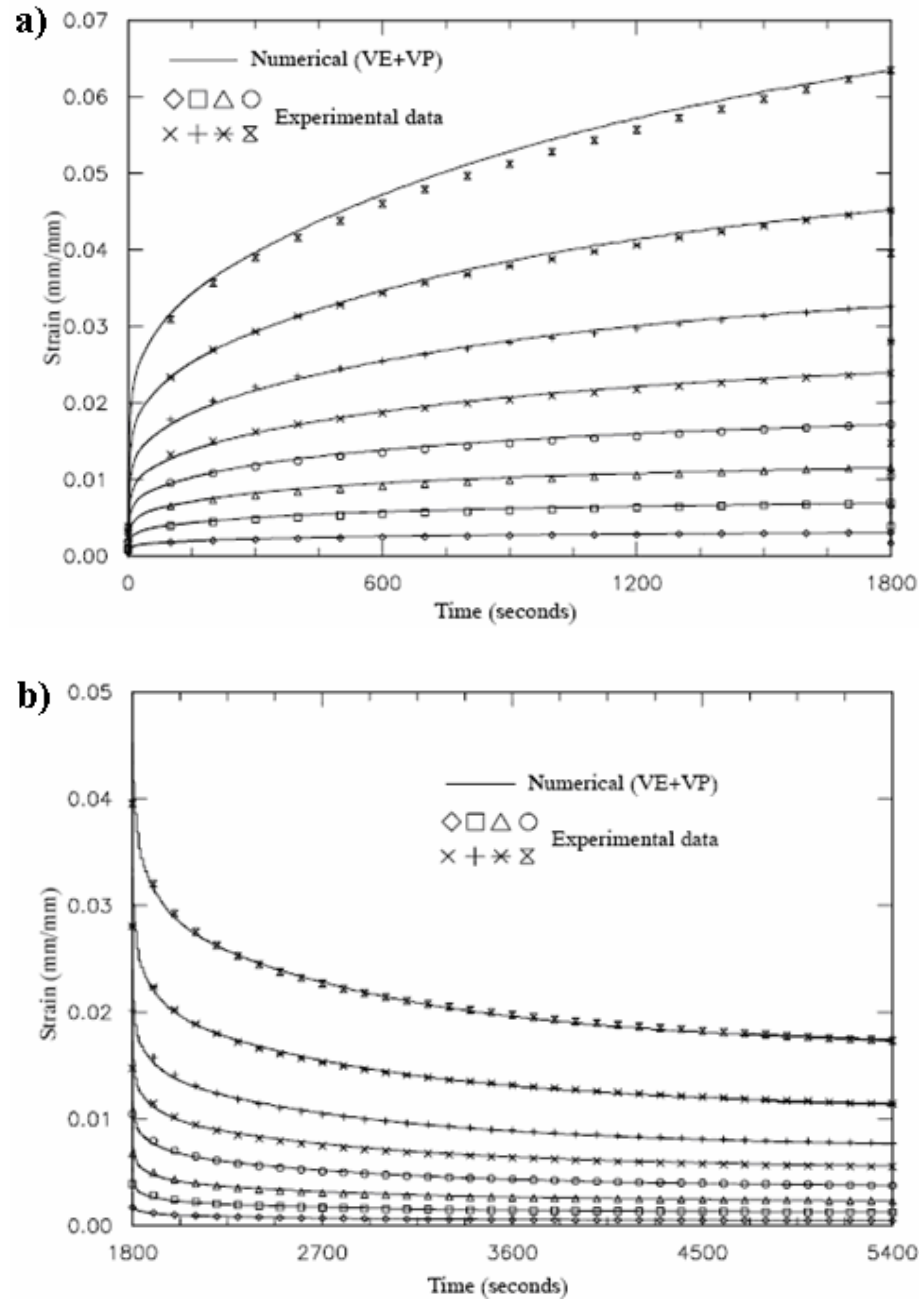 a)
0.07
0.06
0.05
0.04
0.03
0.02
0.01
0.00
Strain (mm/mm)
Numerical (VE+VP)
Experimental data
0 600 1200 1800
Time (seconds)
b)
0.05
0.04
0.03
0.02
0.01
0.00
Strain (mm/mm)
Numerical (VE+VP)
Experimental data
1800 2700 3600 4500 5400
Time (seconds)